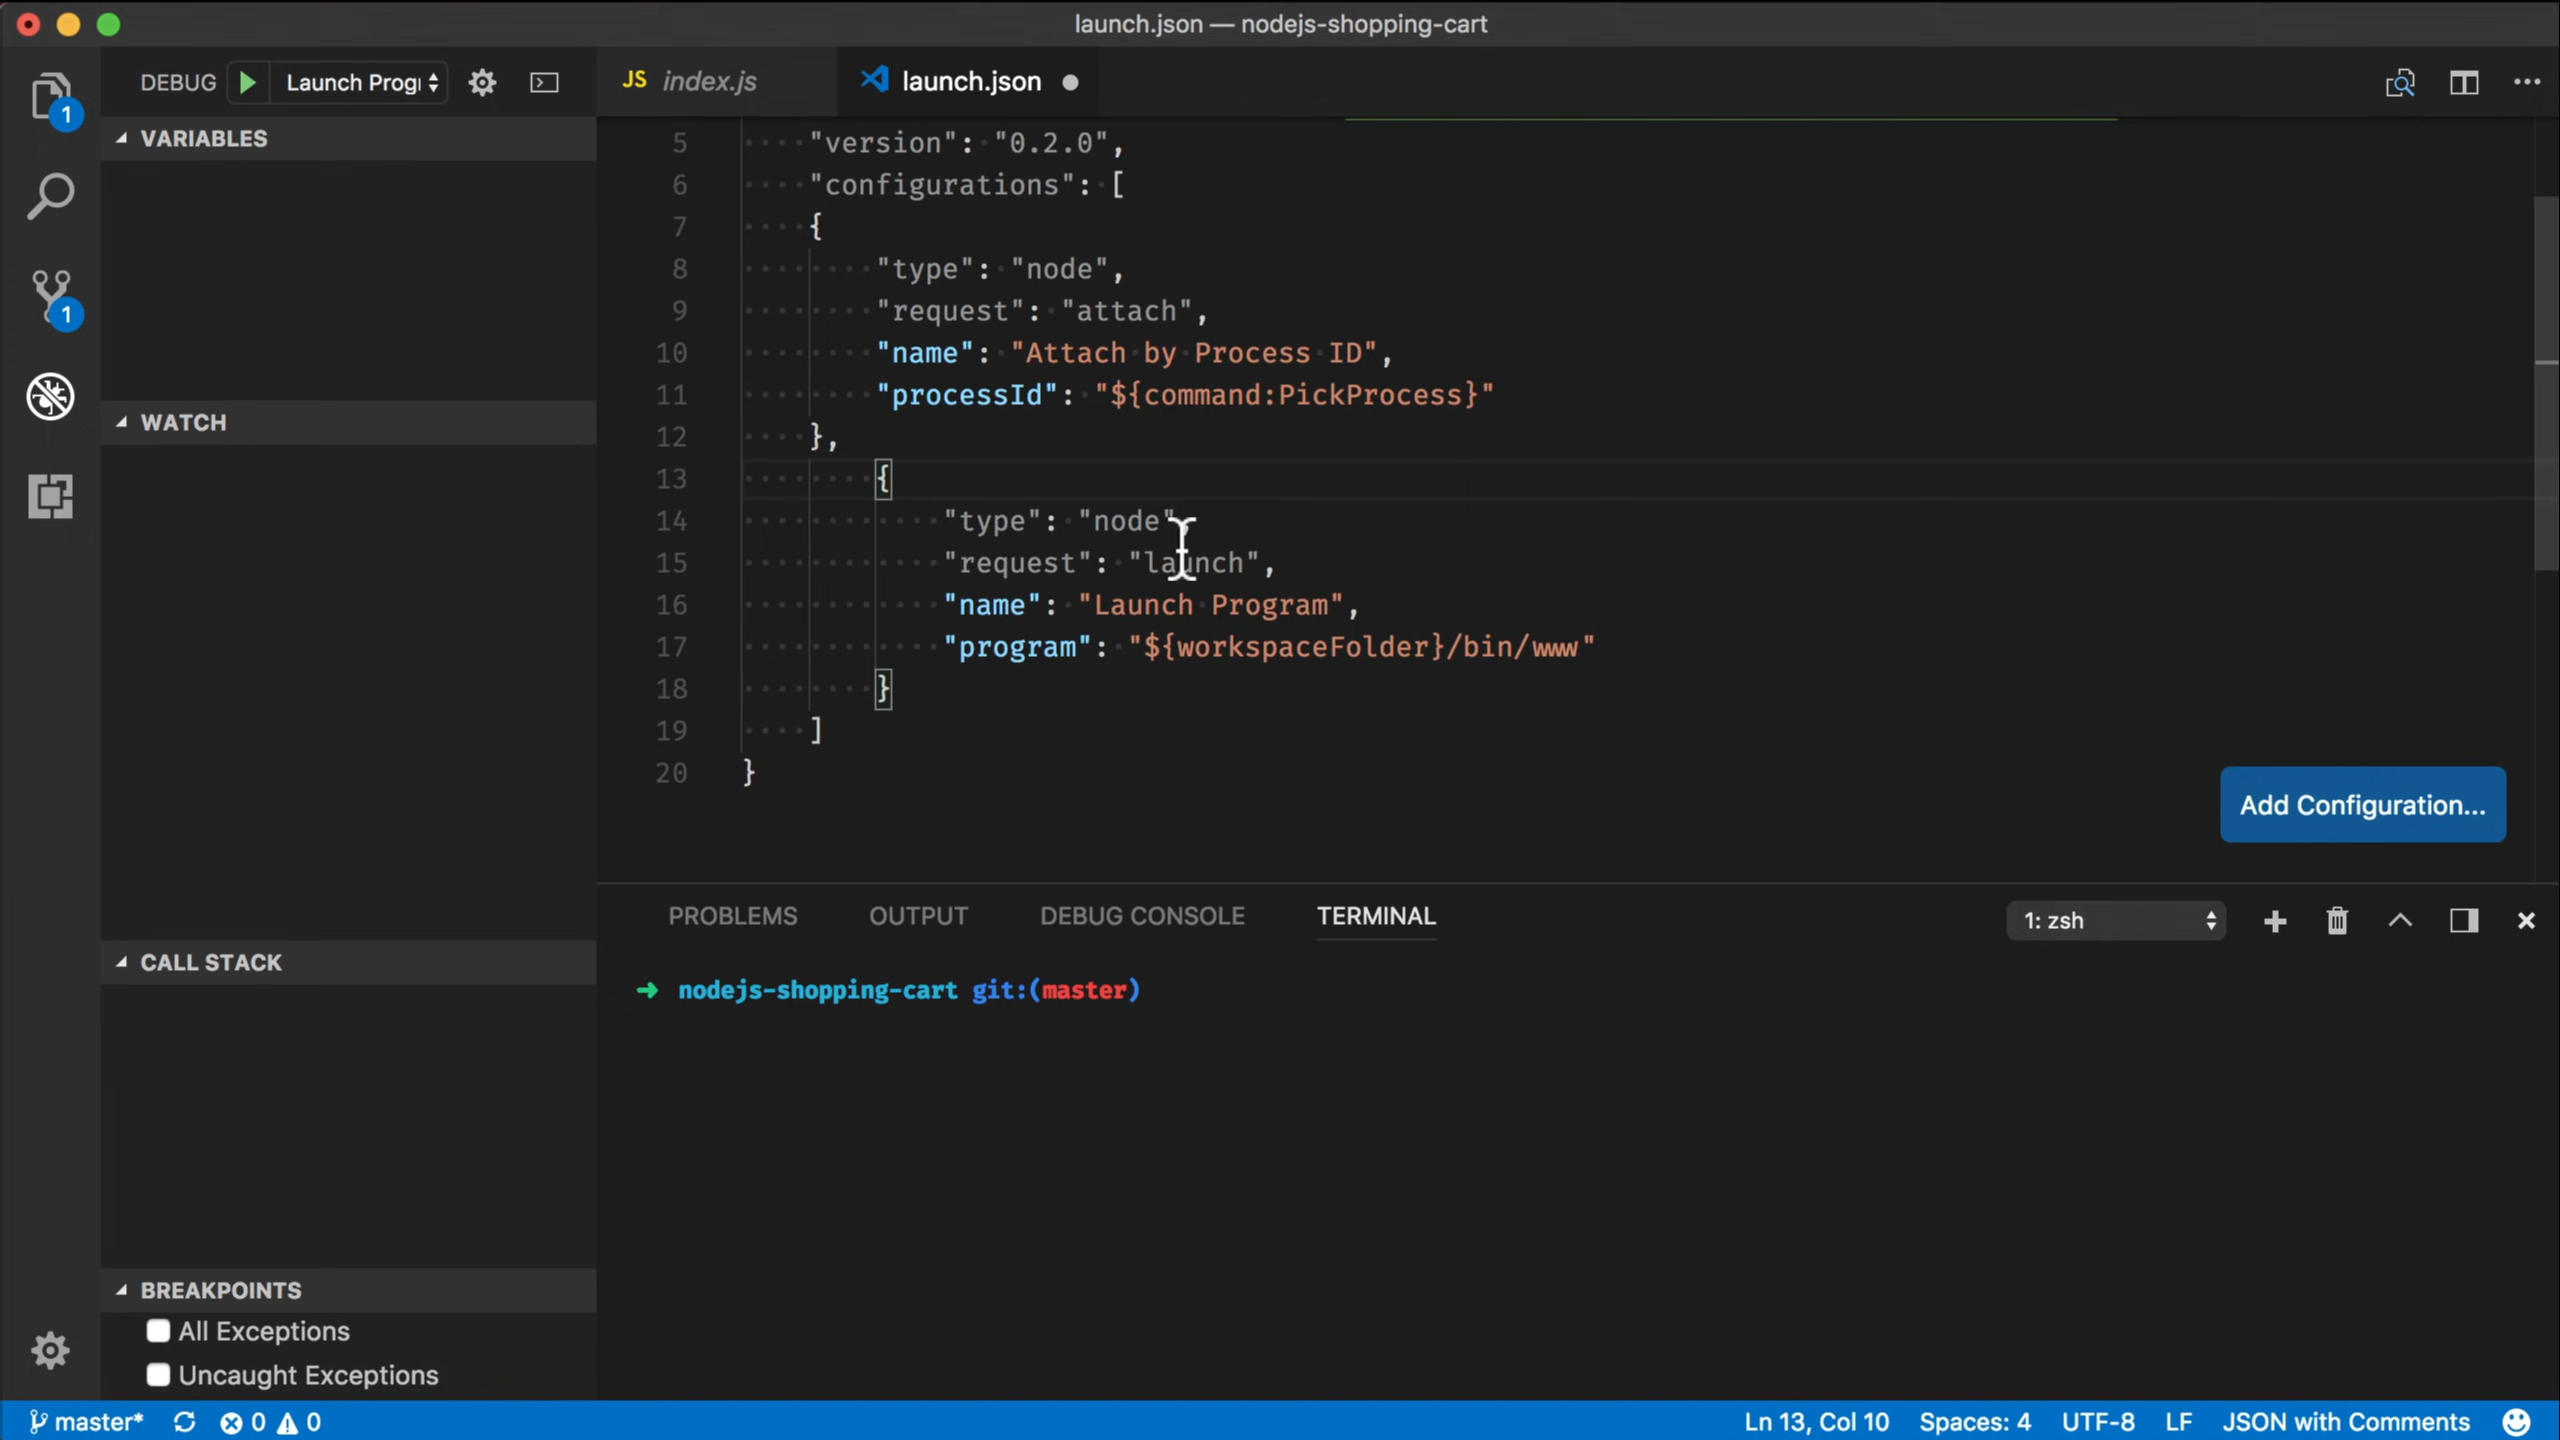 launch.json — nodejs-shopping-cart
DEBUG Launch Prog
JS index.js launch.json
1
VARIABLES
5 "version": "0.2.0",
6 "configurations": [
7 {
8 "type": "node",
9 "request": "attach",
10 "name": "Attach by Process ID",
11 "processId": "${command:PickProcess}"
12 },
13 {
14 "type": "node",
15 "request": "launch",
16 "name": "Launch Program",
17 "program": "${workspaceFolder}/bin/www"
18 }
19 ]
20 }
1
WATCH
Add Configuration...
PROBLEMS OUTPUT DEBUG CONSOLE TERMINAL 1: zsh
➜ nodejs-shopping-cart git:(master)
CALL STACK
BREAKPOINTS
All Exceptions
Uncaught Exceptions
master* 0 0 Ln 13, Col 10 Spaces: 4 UTF-8 LF JSON with Comments